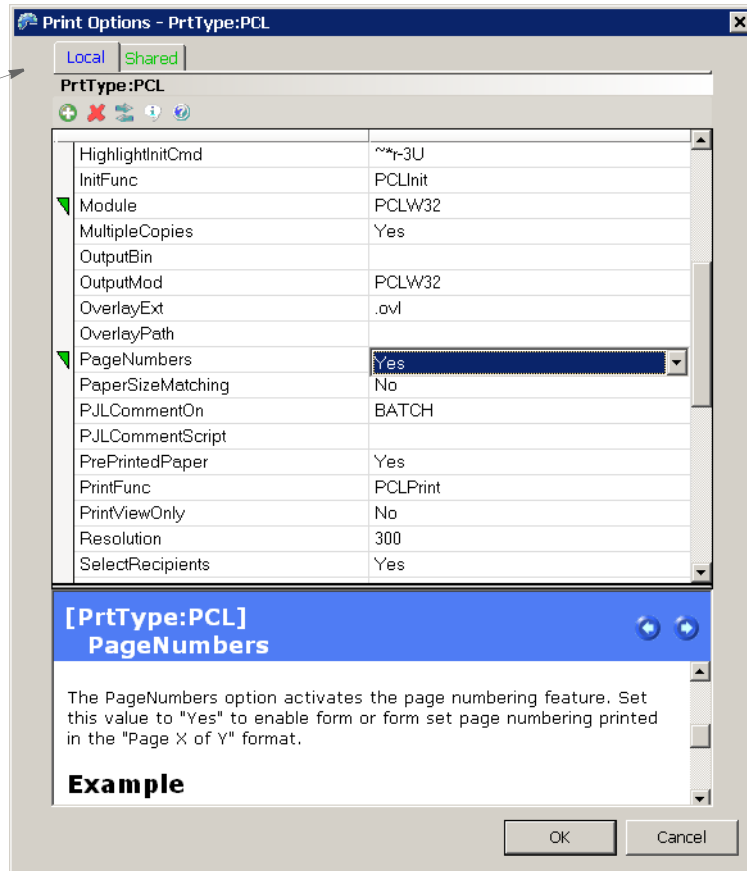 Print Options - PrtType:PCL
Local Shared
PrtType:PCL
HighlightInitCmd ~*r-3U
InitFunc PCLInit
Module PCLW32
MultipleCopies Yes
OutputBin
OutputMod PCLW32
OverlayExt .ovl
OverlayPath
PageNumbers Yes
PaperSizeMatching No
PJLCommentOn BATCH
PJLCommentScript
PrePrintedPaper Yes
PrintFunc PCLPrint
PrintViewOnly No
Resolution 300
SelectRecipients Yes
[PrtType:PCL]
PageNumbers
The PageNumbers option activates the page numbering feature. Set
this value to "Yes" to enable form or form set page numbering printed
in the "Page X of Y" format.
Example
OK Cancel